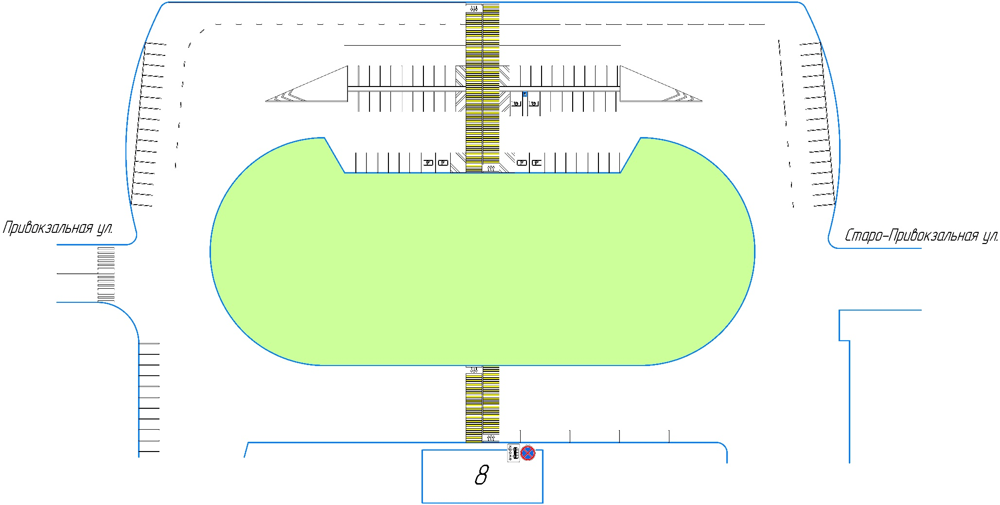 Привокзальная ул.
Старо-Привокзальная ул.
кроме
8